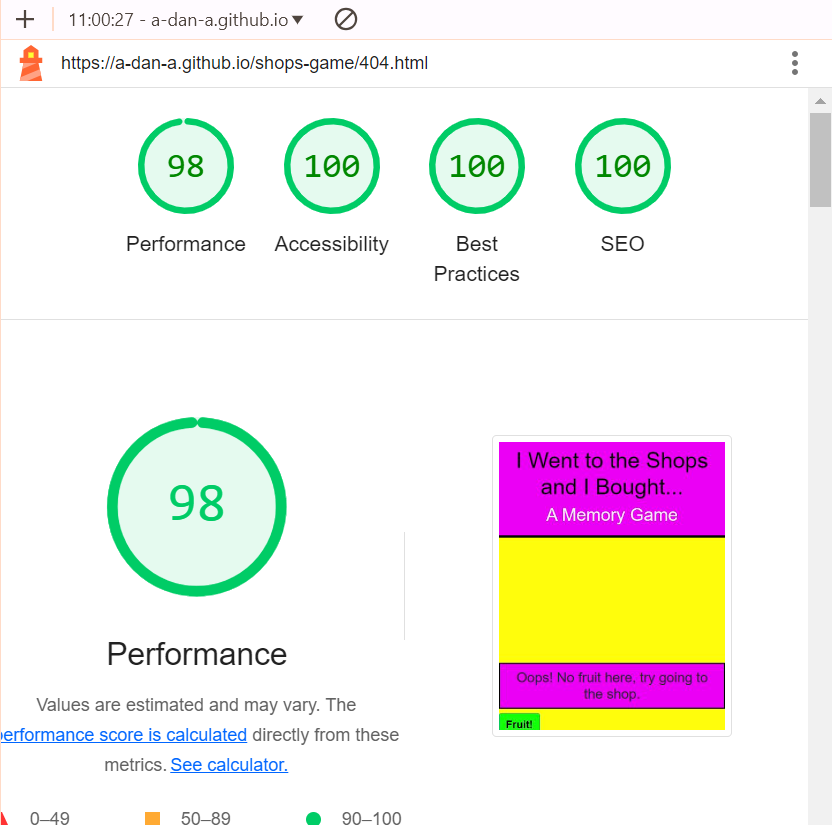 11:00:27 - a-dan-a.github.io
https://a-dan-a.github.io/shops-game/404.html
98 100 100 100
Performance Accessibility Best Practices SEO
98
I Went to the Shops
and I Bought...
A Memory Game
Oops! No fruit here, try going to
the shop.
Fruit!
Performance
Values are estimated and may vary. The
performance score is calculated directly from these
metrics. See calculator.
0–49 50–89 90–100